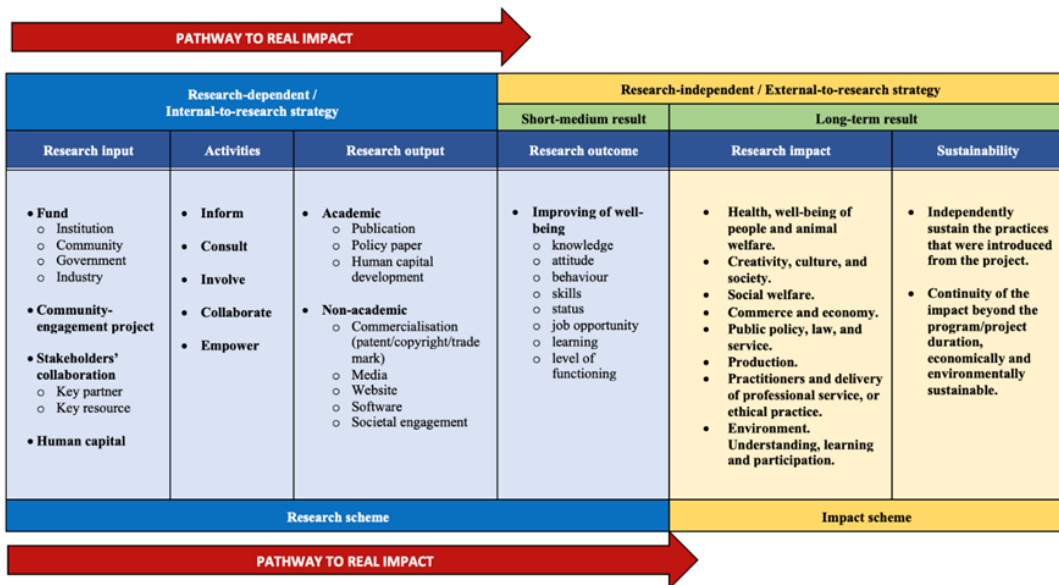 PATHWAY TO REAL IMPACT
Research-dependent /
Internal-to-research strategy
Research-independent / External-to-research strategy
Short-medium result
Long-term result
Research input
Activities
Research output
Research outcome
Research impact
Sustainability
• Fund
o Institution
o Community
o Government
o Industry
• Community-
engagement project
• Stakeholders'
collaboration
o Key partner
o Key resource
• Human capital
• Inform
• Consult
• Involve
• Collaborate
• Empower
• Academic
o Publication
o Policy paper
o Human capital
development
• Non-academic
o Commercialisation
(patent/copyright/trade
mark)
o Media
o Website
o Software
o Societal engagement
• Improving of well-
being
o knowledge
o attitude
o behaviour
o skills
o status
o job opportunity
o learning
o level of
functioning
• Health, well-being of
people and animal
welfare.
• Creativity, culture, and
society.
• Social welfare.
• Commerce and economy.
• Public policy, law, and
service.
• Production.
• Practitioners and delivery
of professional service, or
ethical practice.
• Environment.
Understanding, learning
and participation.
• Independently
sustain the practices
that were introduced
from the project.
• Continuity of the
impact beyond the
program/project
duration,
economically and
environmentally
sustainable.
Research scheme
Impact scheme
PATHWAY TO REAL IMPACT